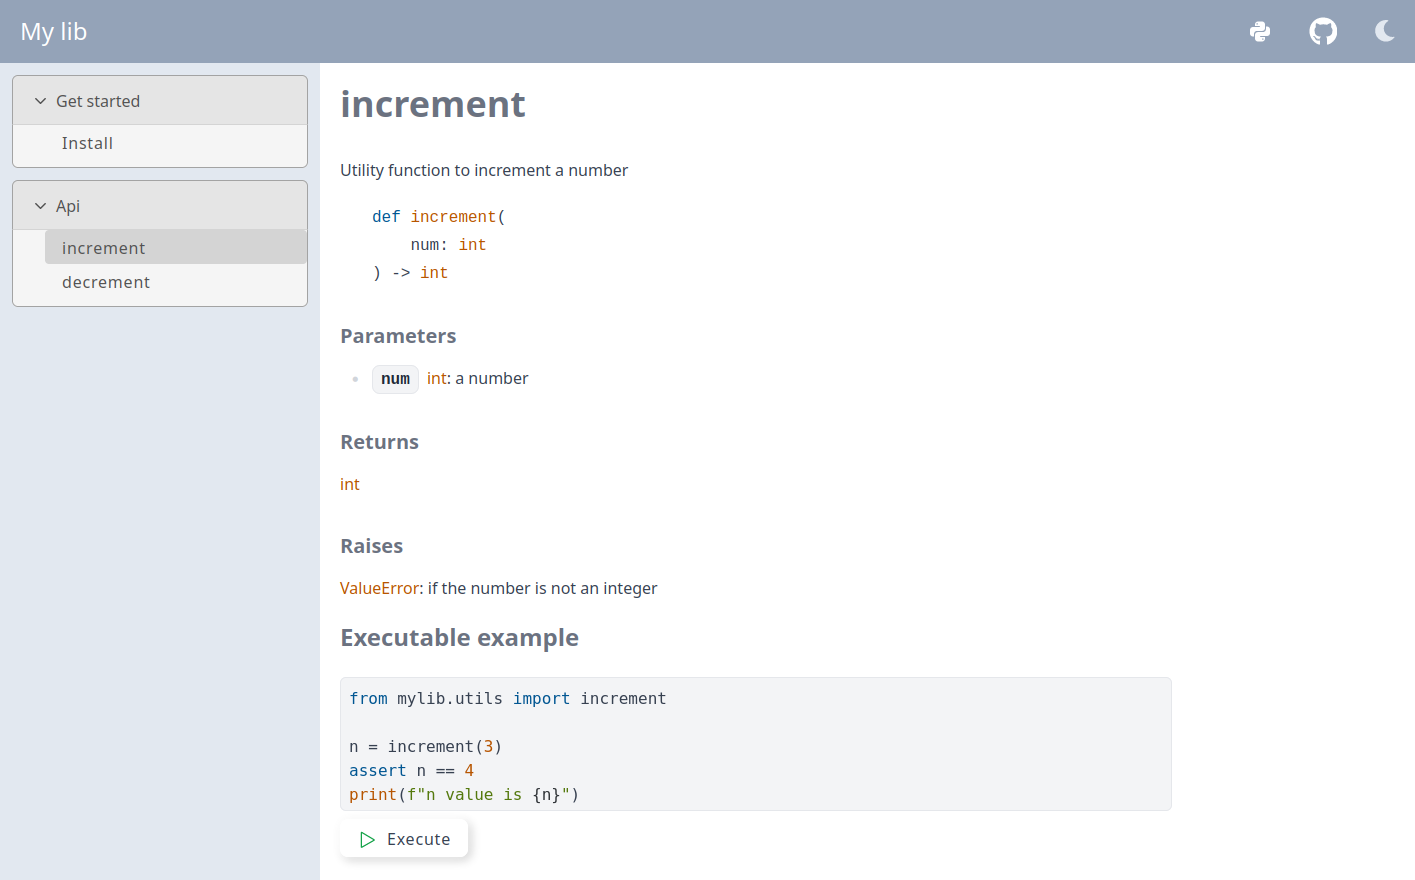 My lib
Get started
Install
Api
increment
decrement
increment
Utility function to increment a number
def increment(
    num: int
) -> int
Parameters
num int: a number
Returns
int
Raises
ValueError: if the number is not an integer
Executable example
from mylib.utils import increment
n = increment(3)
assert n == 4
print(f"n value is {n}")
Execute